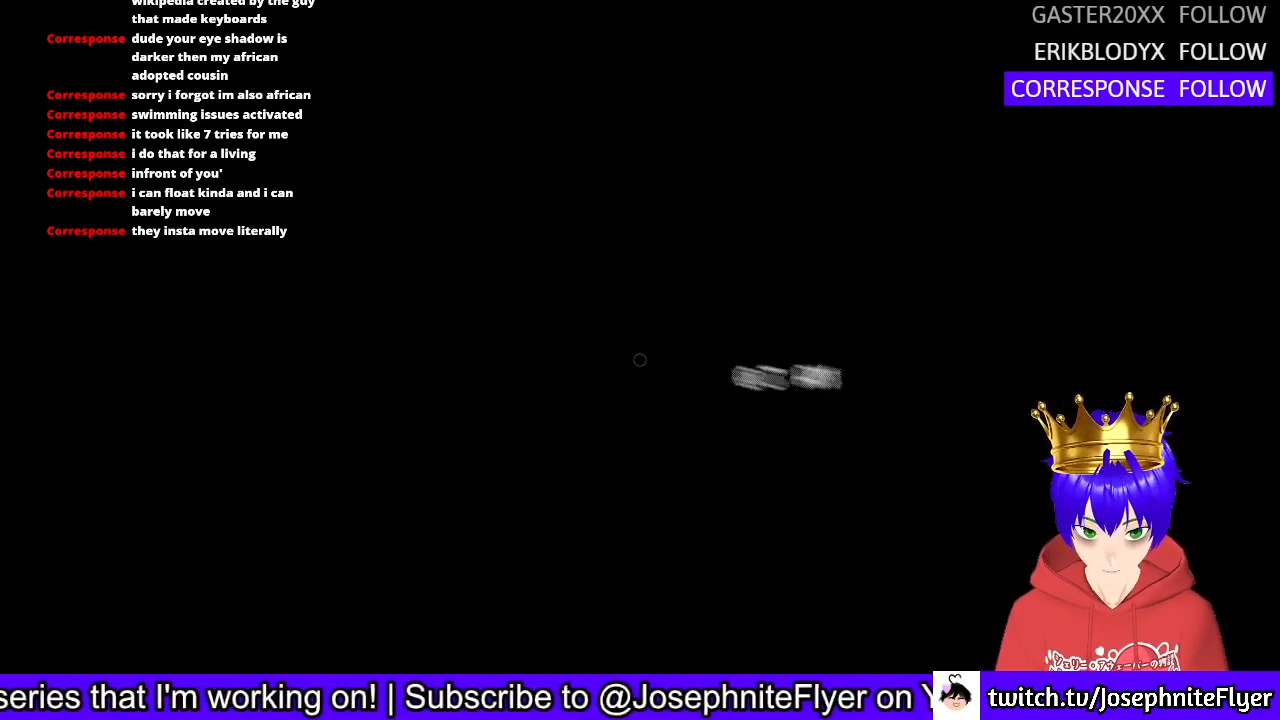 wikipedia created by the guy
that made keyboards
Corresponse dude your eye shadow is
darker then my african
adopted cousin
Corresponse sorry i forgot im also african
Corresponse swimming issues activated
Corresponse it took like 7 tries for me
Corresponse i do that for a living
Corresponse infront of you'
Corresponse i can float kinda and i can
barely move
Corresponse they insta move literally
GASTER20XX FOLLOW
ERIKBLODYX FOLLOW
CORRESPONSE FOLLOW
series that I'm working on! | Subscribe to @JosephniteFlyer on Y
twitch.tv/JosephniteFlyer